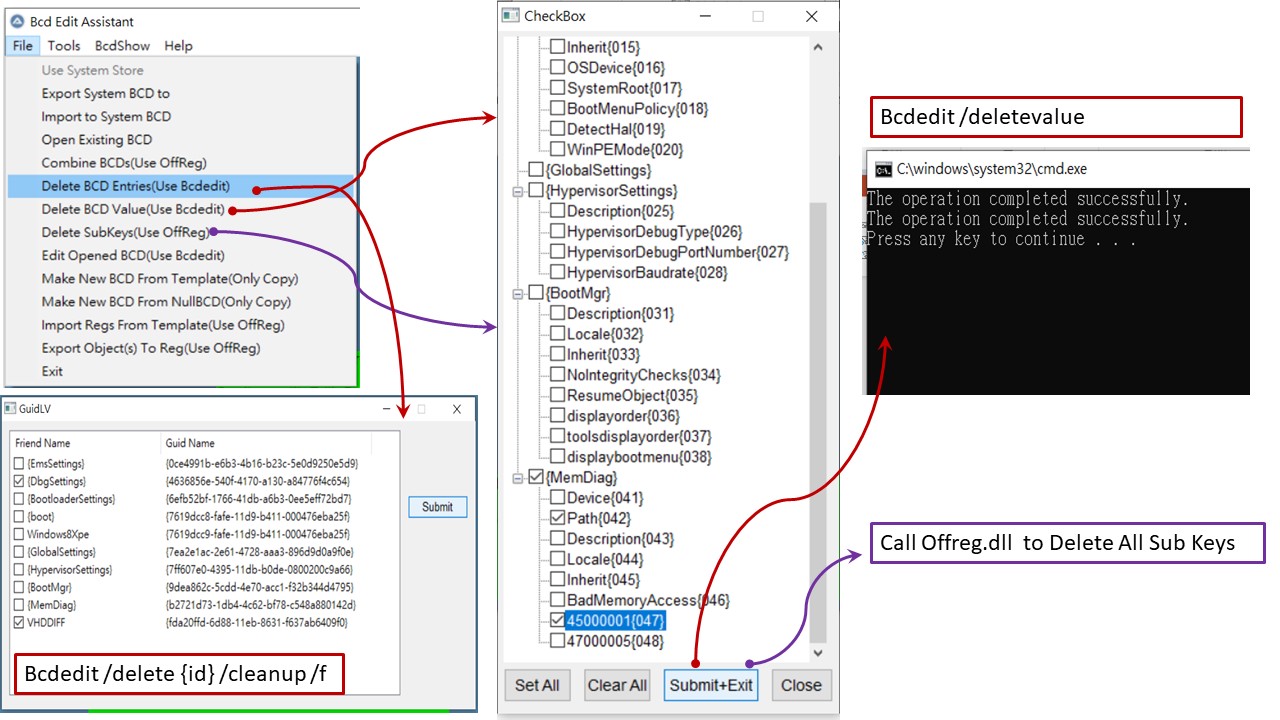 Bcd Edit Assistant
File Tools BcdShow Help
Use System Store
Export System BCD to
Import to System BCD
Open Existing BCD
Combine BCDs(Use OffReg)
Delete BCD Entries(Use Bcdedit)
Delete BCD Value(Use Bcdedit)
Delete SubKeys(Use OffReg)
Edit Opened BCD(Use Bcdedit)
Make New BCD From Template(Only Copy)
Make New BCD From NullBCD(Only Copy)
Import Regs From Template(Use OffReg)
Export Object(s) To Reg(Use OffReg)
Exit
GuidLV
Friend Name Guid Name
{EmsSettings} {0ce4991b-e6b3-4b16-b23c-5e0d9250e5d9}
{DbgSettings} {4636856e-540f-4170-a130-a84776f4c654}
{BootloaderSettings} {6efb52bf-1766-41db-a6b3-0ee5eff72bd7}
{boot} {7619dcc8-fafe-11d9-b411-000476eba25f}
Windows8Xpe {7619dcc9-fafe-11d9-b411-000476eba25f}
{GlobalSettings} {7ea2e1ac-2e61-4728-aaa3-896d9d0a9f0e}
{HypervisorSettings} {7ff607e0-4395-11db-b0de-0800200c9a66}
{BootMgr} {9dea862c-5cdd-4e70-acc1-f32b344d4795}
{MemDiag} {b2721d73-1db4-4c62-bf78-c548a880142d}
VHDDIFF {fda20ffd-6d88-11eb-8631-f637ab6409f0}
Submit
Bcdedit /delete {id} /cleanup /f
CheckBox
Inherit{015}
OSDevice{016}
SystemRoot{017}
BootMenuPolicy{018}
DetectHal{019}
WinPEMode{020}
{GlobalSettings}
{HypervisorSettings}
Description{025}
HypervisorDebugType{026}
HypervisorDebugPortNumber{027}
HypervisorBaudrate{028}
{BootMgr}
Description{031}
Locale{032}
Inherit{033}
NoIntegrityChecks{034}
ResumeObject{035}
displayorder{036}
toolsdisplayorder{037}
displaybootmenu{038}
{MemDiag}
Device{041}
Path{042}
Description{043}
Locale{044}
Inherit{045}
BadMemoryAccess{046}
45000001{047}
47000005{048}
Set All Clear All Submit+Exit Close
Bcdedit /deletevalue
C:\windows\system32\cmd.exe
The operation completed successfully.
The operation completed successfully.
Press any key to continue . . .
Call Offreg.dll to Delete All Sub Keys